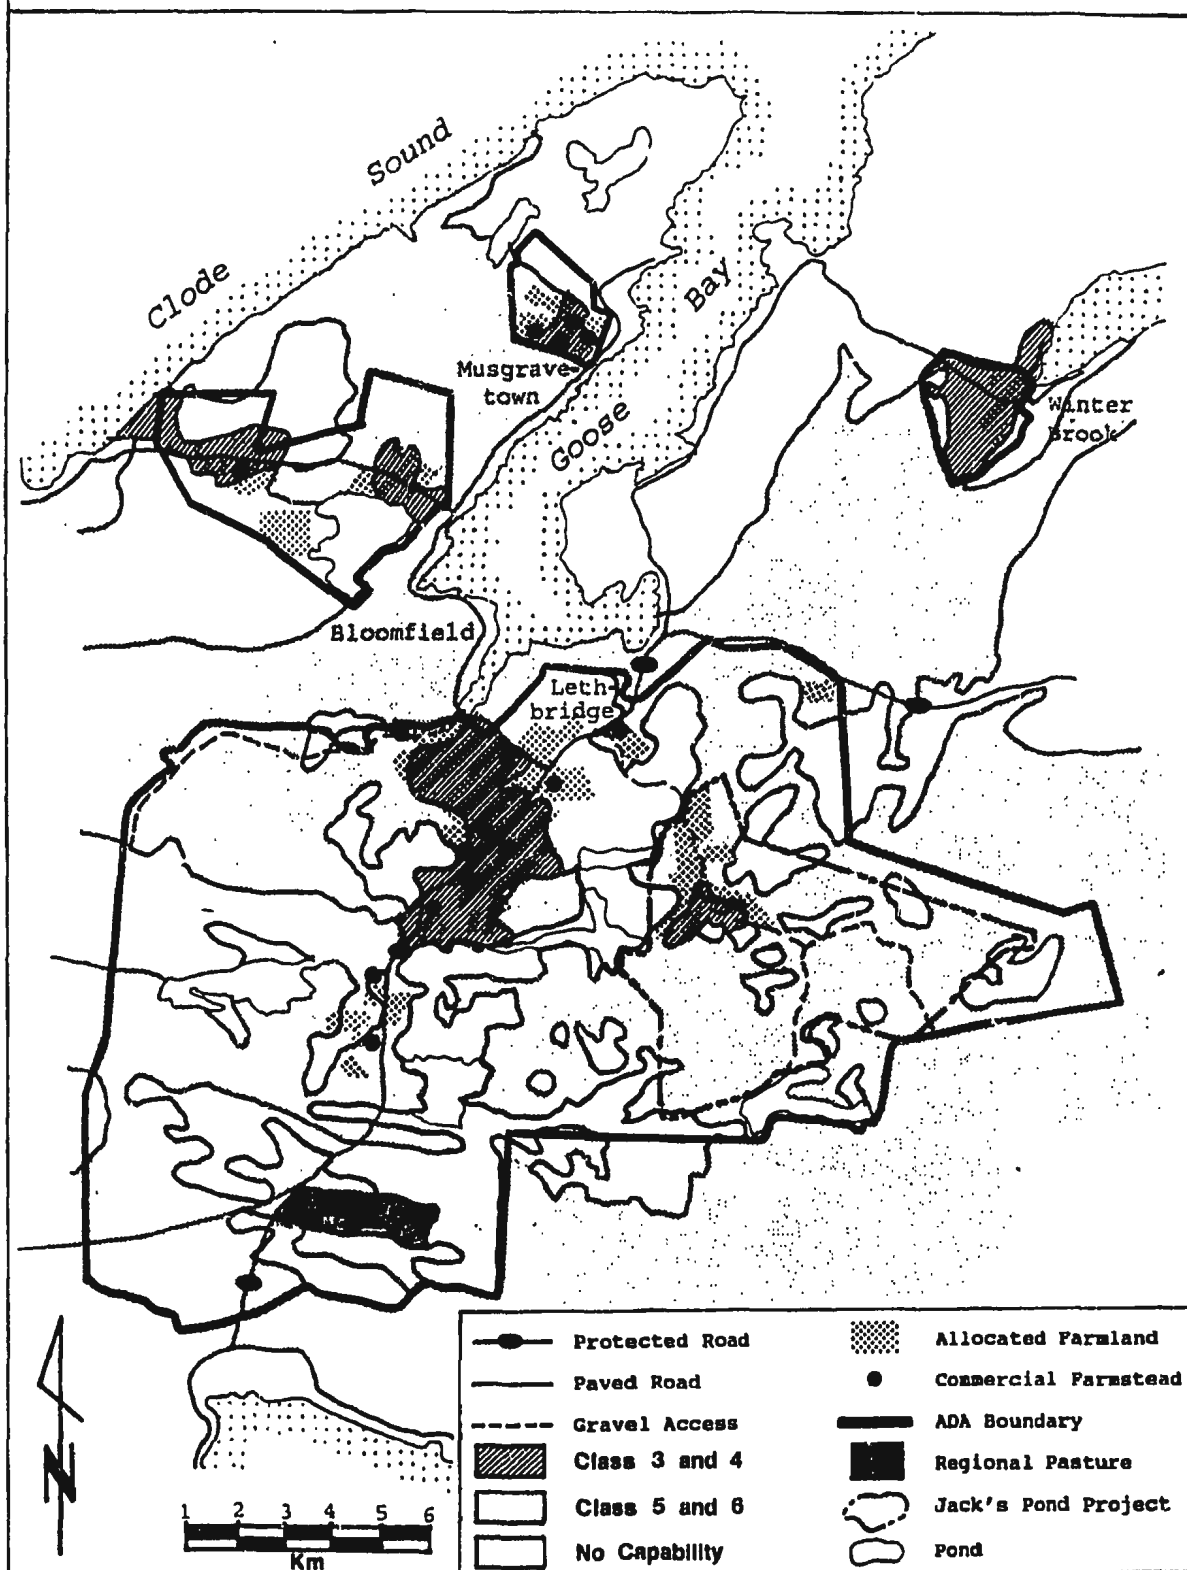 Sound
Clode
Bay
Goose
Musgrave-
town
Winter
Brook
Bloomfield
Leth-
bridge
N
1 2 3 4 5 6
Km
Protected Road
Paved Road
Gravel Access
Class 3 and 4
Class 5 and 6
No Capability
Allocated Farmland
Commercial Farmstead
ADA Boundary
Regional Pasture
Jack's Pond Project
Pond